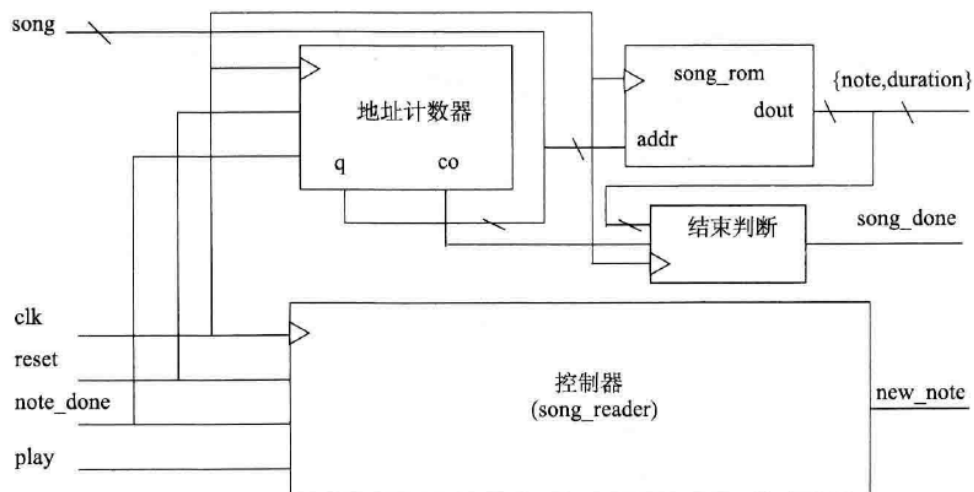 song
地址计数器
q
co
song_rom
dout
addr
{note,duration}
结束判断
song_done
clk
reset
note_done
play
控制器
(song_reader)
new_note